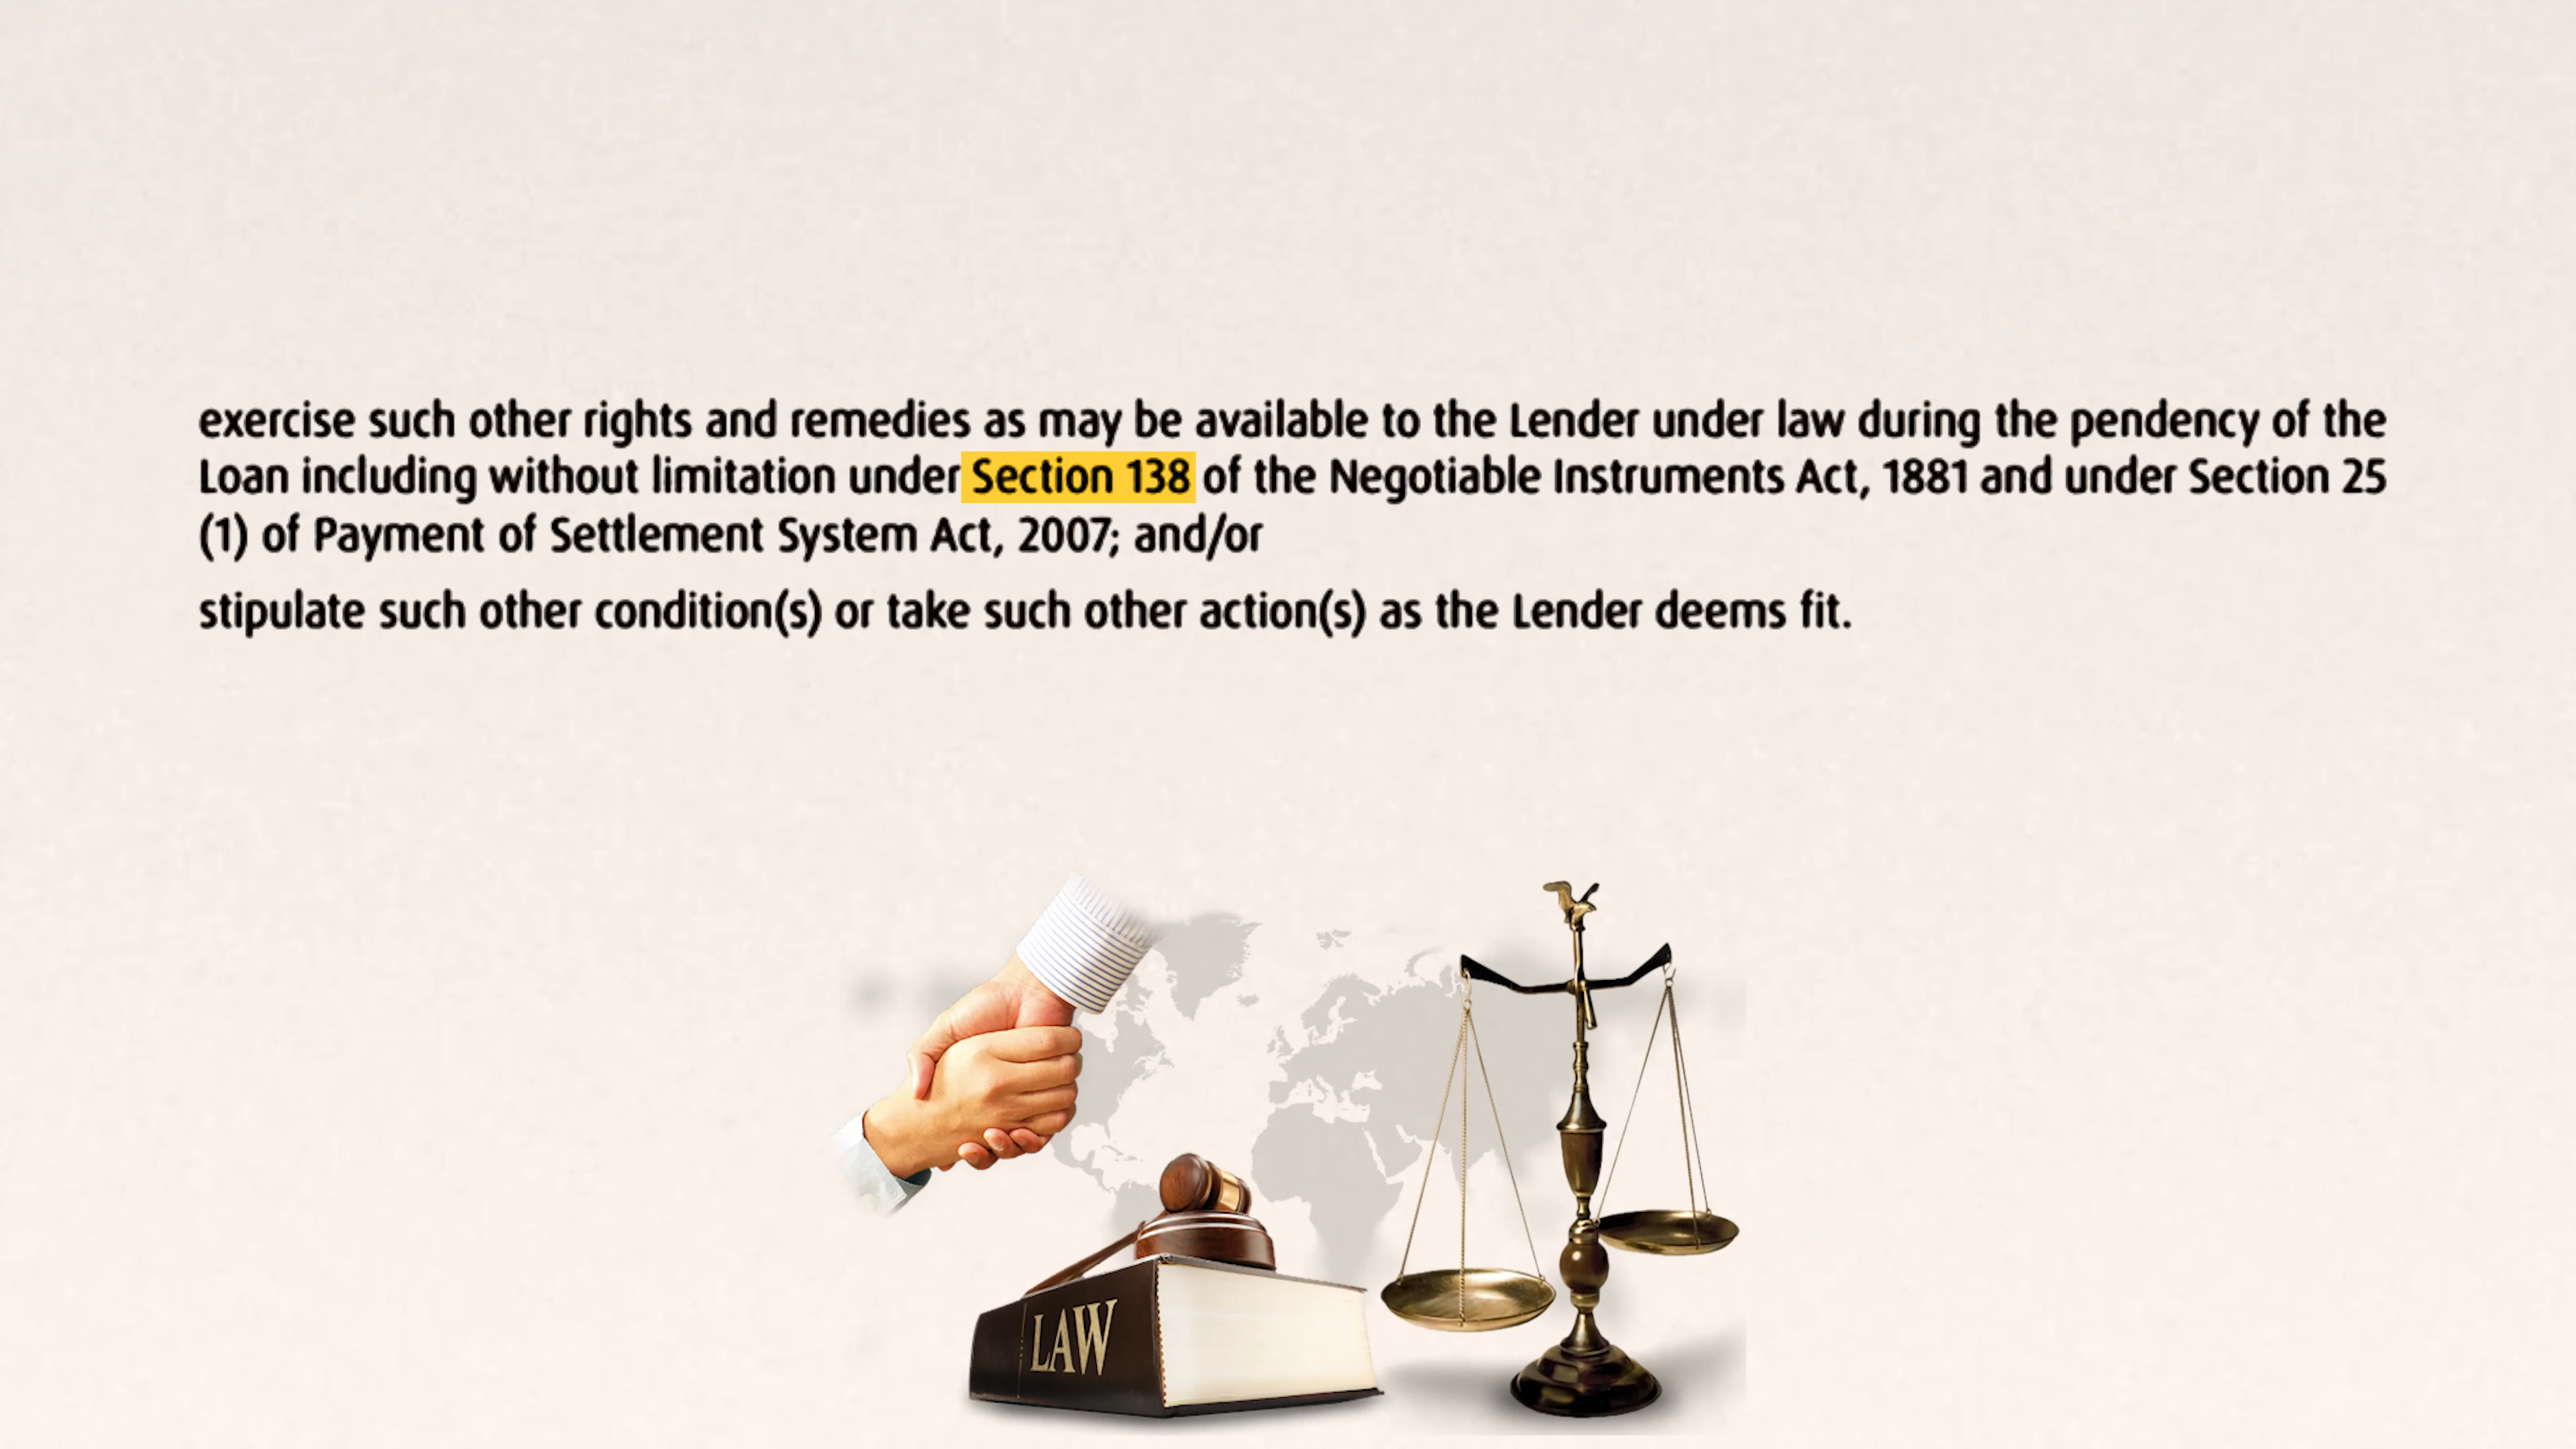 exercise such other rights and remedies as may be available to the Lender under law during the pendency of the
Loan including without limitation under Section 138 of the Negotiable Instruments Act, 1881 and under Section 25
(1) of Payment of Settlement System Act, 2007; and/or
stipulate such other condition(s) or take such other action(s) as the Lender deems fit.
LAW